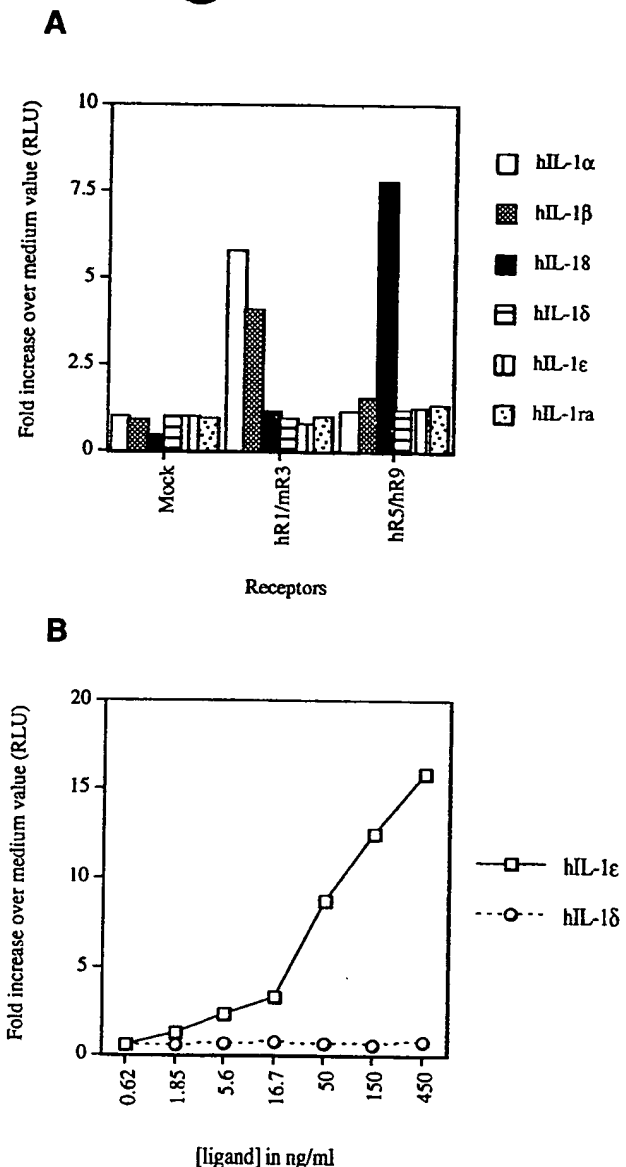 A
Fold increase over medium value (RLU)
10
7.5
5
2.5
0
Mock
hR1/mR3
hR5/hR9
Receptors
hIL-1α
hIL-1β
hIL-18
hIL-1δ
hIL-1ε
hIL-1ra
B
Fold increase over medium value (RLU)
20
15
10
5
0
0.62
1.85
5.6
16.7
50
150
450
[ligand] in ng/ml
hIL-1ε
hIL-1δ